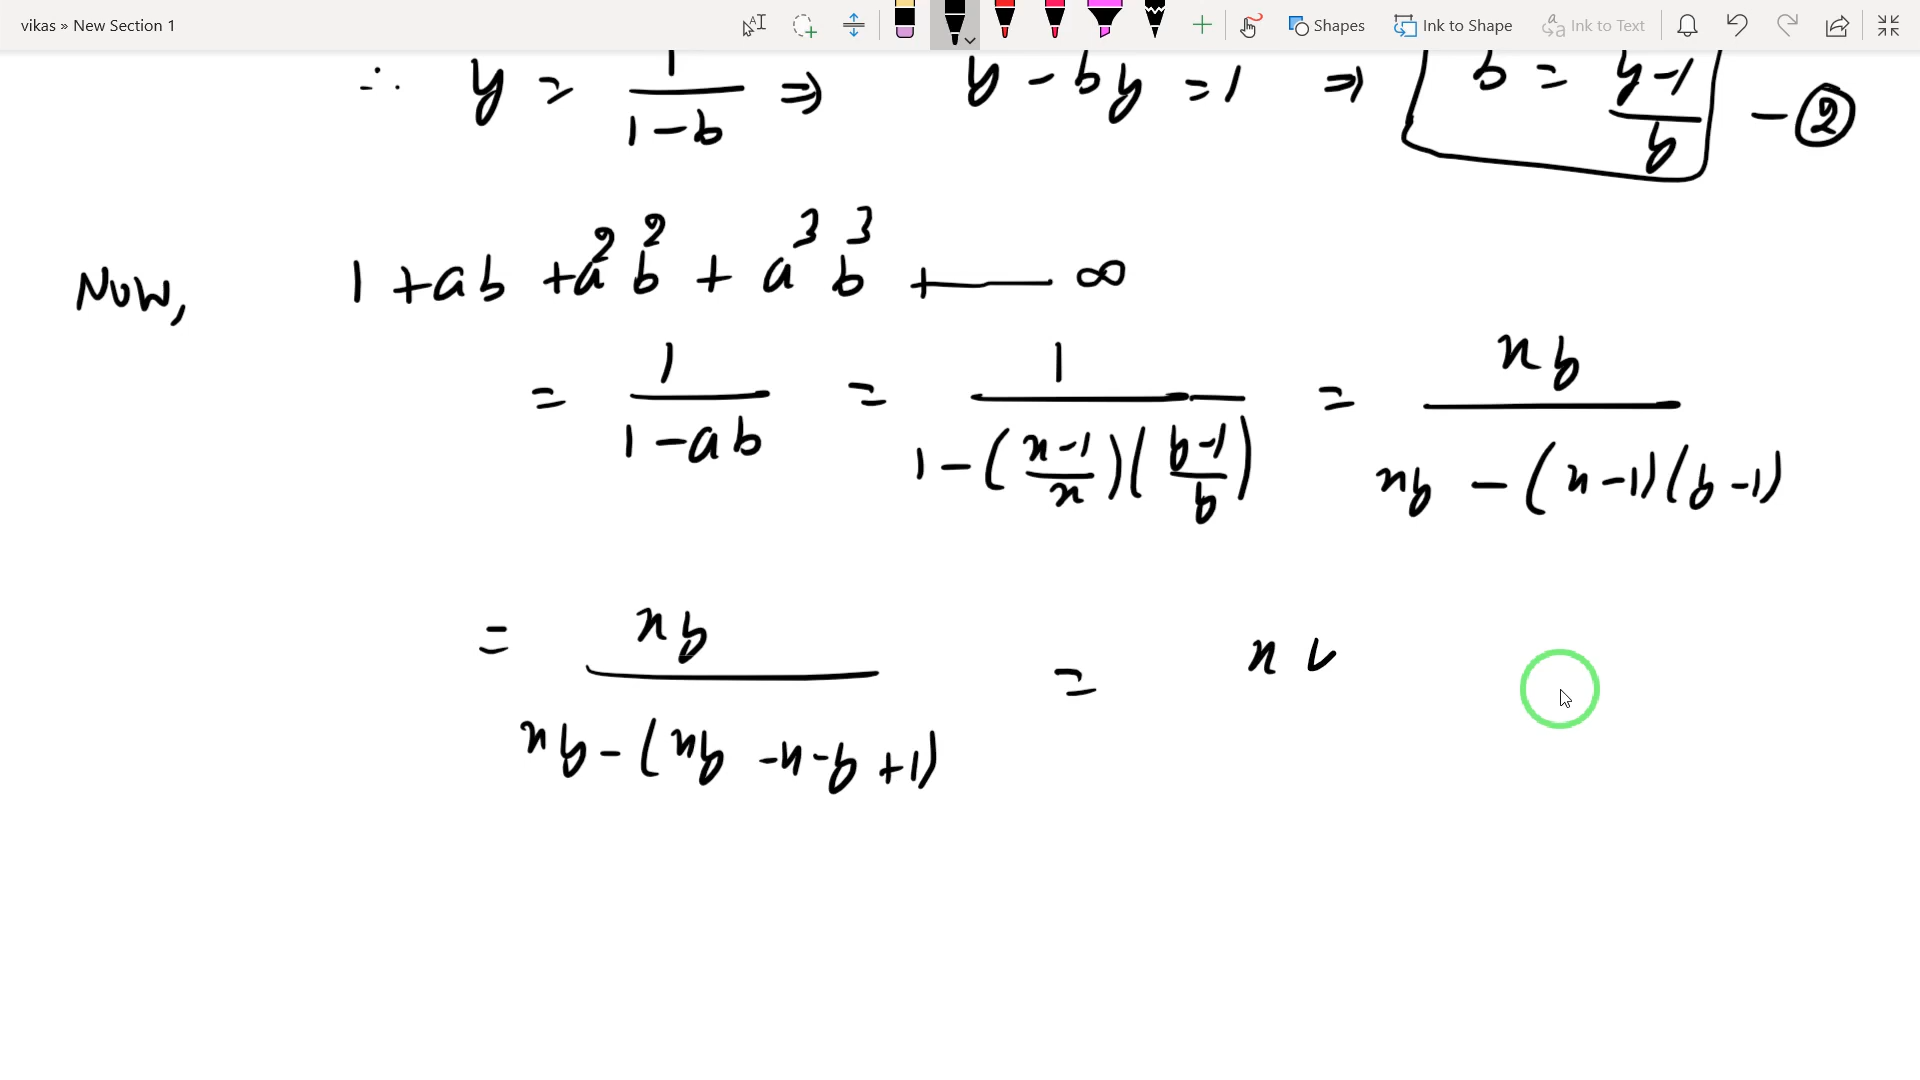 vikas » New Section 1 Shapes Ink to Shape Ink to Text
∴ y = 1/(1-b) ⇒ y - by = 1 ⇒ b = (y-1)/y - ②
Now, 1 + ab + a²b² + a³b³ + — ∞
= 1/(1-ab) = 1/(1-((x-1)/x)((y-1)/y)) = xy/(xy - (x-1)(y-1))
= xy/(xy - (xy - x - y + 1)) = x